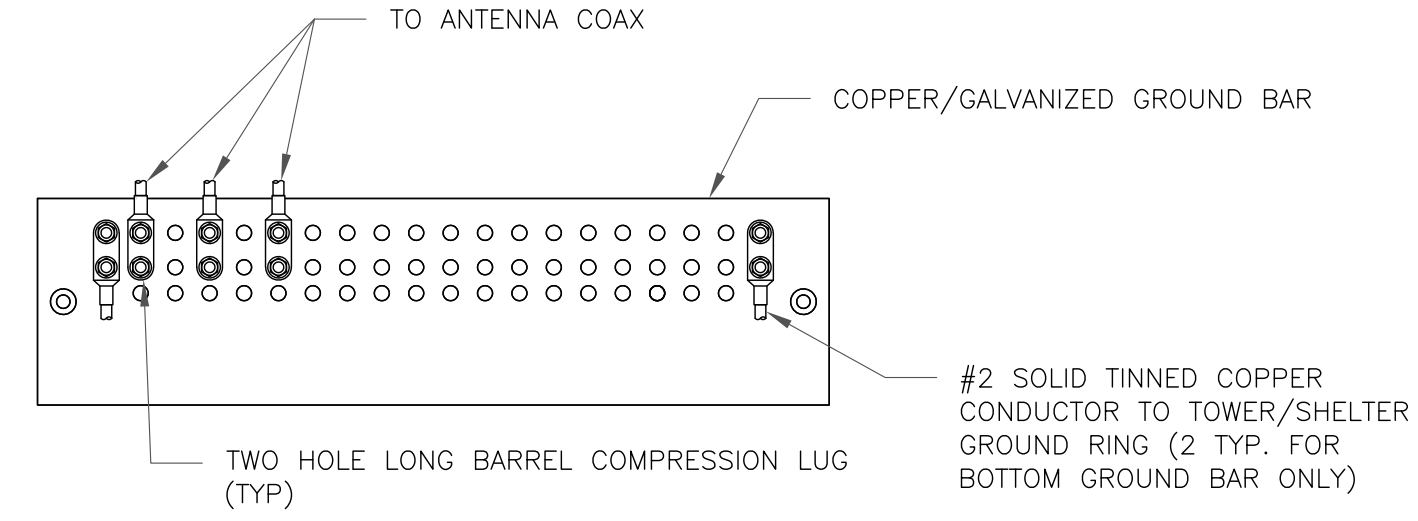 TO ANTENNA COAX
COPPER/GALVANIZED GROUND BAR
#2 SOLID TINNED COPPER
CONDUCTOR TO TOWER/SHELTER
GROUND RING (2 TYP. FOR
BOTTOM GROUND BAR ONLY)
TWO HOLE LONG BARREL COMPRESSION LUG
(TYP)